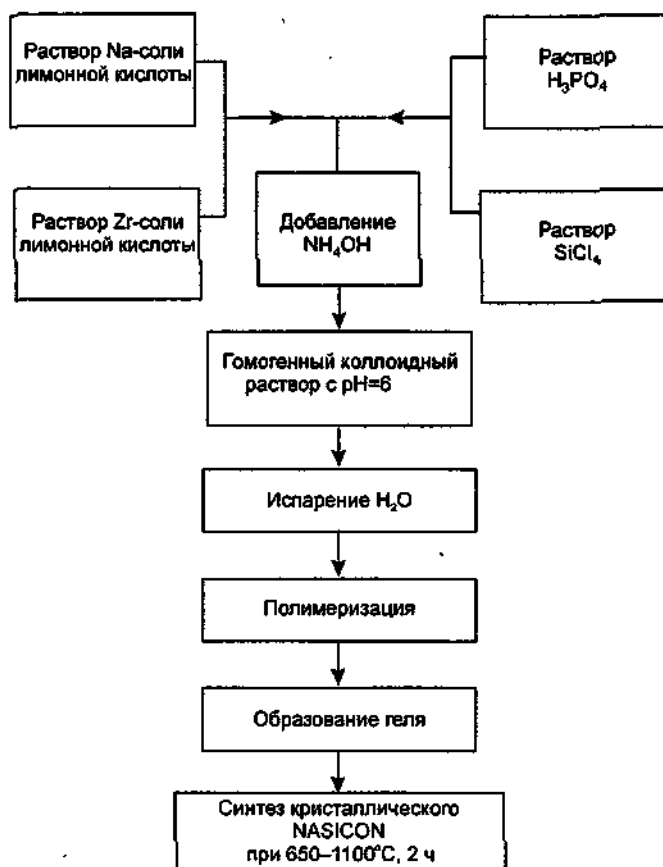 Раствор Na-соли
лимонной кислоты
Раствор
H₃PO₄
Раствор Zr-соли
лимонной кислоты
Добавление
NH₄OH
Раствор
SiCl₄
Гомогенный коллоидный
раствор с pH=6
Испарение H₂O
Полимеризация
Образование геля
Синтез кристаллического
NASICON
при 650–1100°C, 2 ч